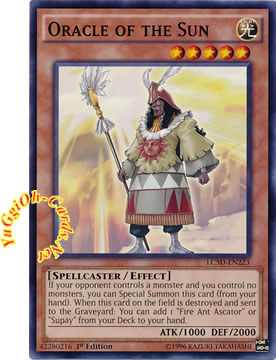 ORACLE OF THE SUN
LCSD-EN223
[SPELLCASTER / EFFECT]
If your opponent controls a monster and you control no
monsters, you can Special Summon this card (from your
hand). When this card on the field is destroyed and sent
to the Graveyard: You can add 1 "Fire Ant Ascator" or
"Supay" from your Deck to your hand.
ATK/1000 DEF/2000
42280216 1st Edition ©1996 KAZUKI TAKAHASHI
YuGgiOh-Cards.Net